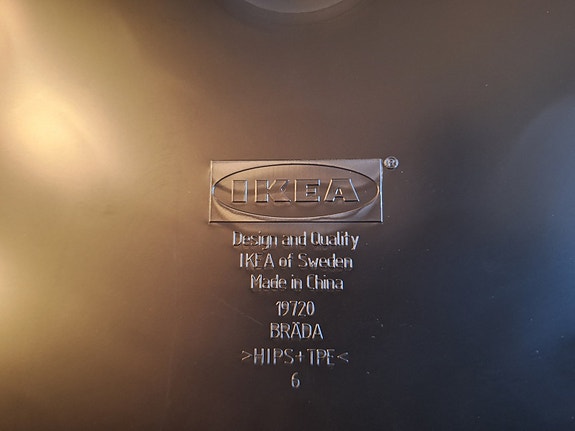 IKEA®
Design and Quality
IKEA of Sweden
Made in China
19720
BRÄDA
>HIPS+TPE<
6